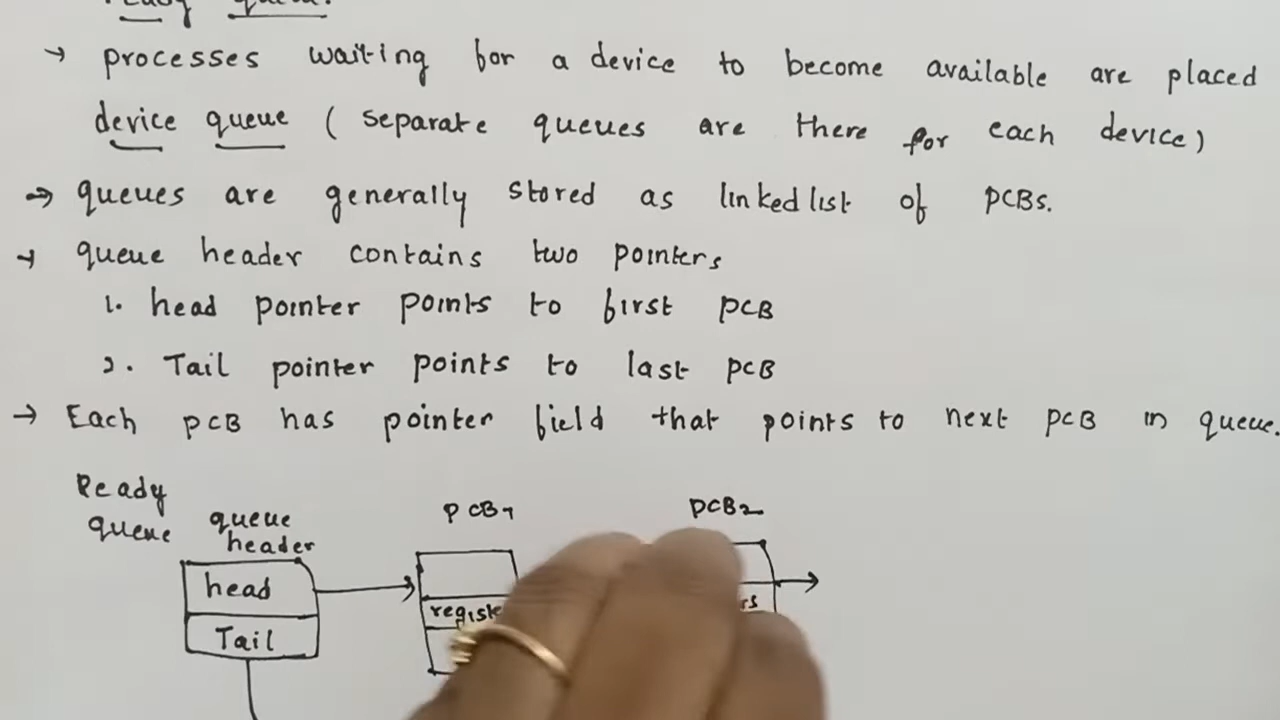 ready queue.
→ processes waiting for a device to become available are placed
device queue ( separate queues are there for each device)
→ queues are generally stored as linkedlist of PCBs.
→ queue header contains two pointers
1. head pointer points to first PCB
2. Tail pointer points to last PCB
→ Each PCB has pointer field that points to next PCB in queue.
Ready
queue
queue
header
PCB1
PCB2
head
Tail